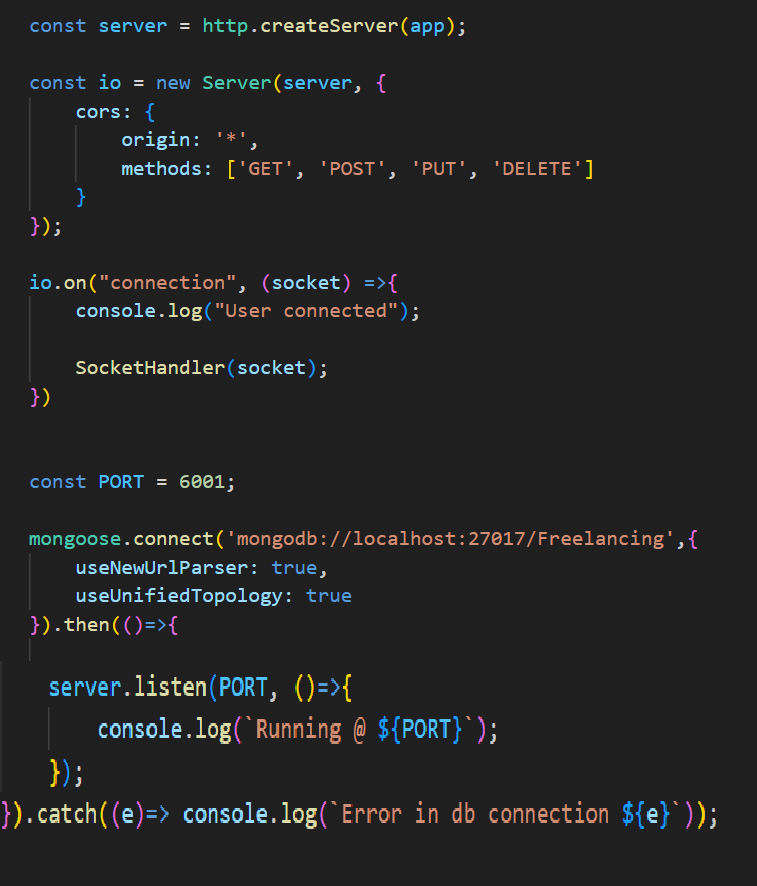 const server = http.createServer(app);
const io = new Server(server, {
cors: {
origin: '*',
methods: ['GET', 'POST', 'PUT', 'DELETE']
}
});
io.on("connection", (socket) =>{
console.log("User connected");
SocketHandler(socket);
})
const PORT = 6001;
mongoose.connect('mongodb://localhost:27017/Freelancing',{
useNewUrlParser: true,
useUnifiedTopology: true
}).then(()=>{
server.listen(PORT, ()=>{
console.log(`Running @ ${PORT}`);
});
}).catch((e)=> console.log(`Error in db connection ${e}`));